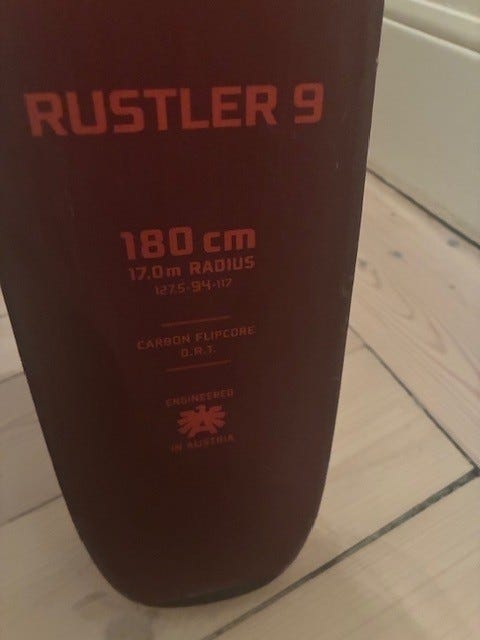 RUSTLER 9
180 cm
17.0m RADIUS
127.5-94-117
CARBON FLIPCORE
D.R.T.
ENGINEERED
IN AUSTRIA